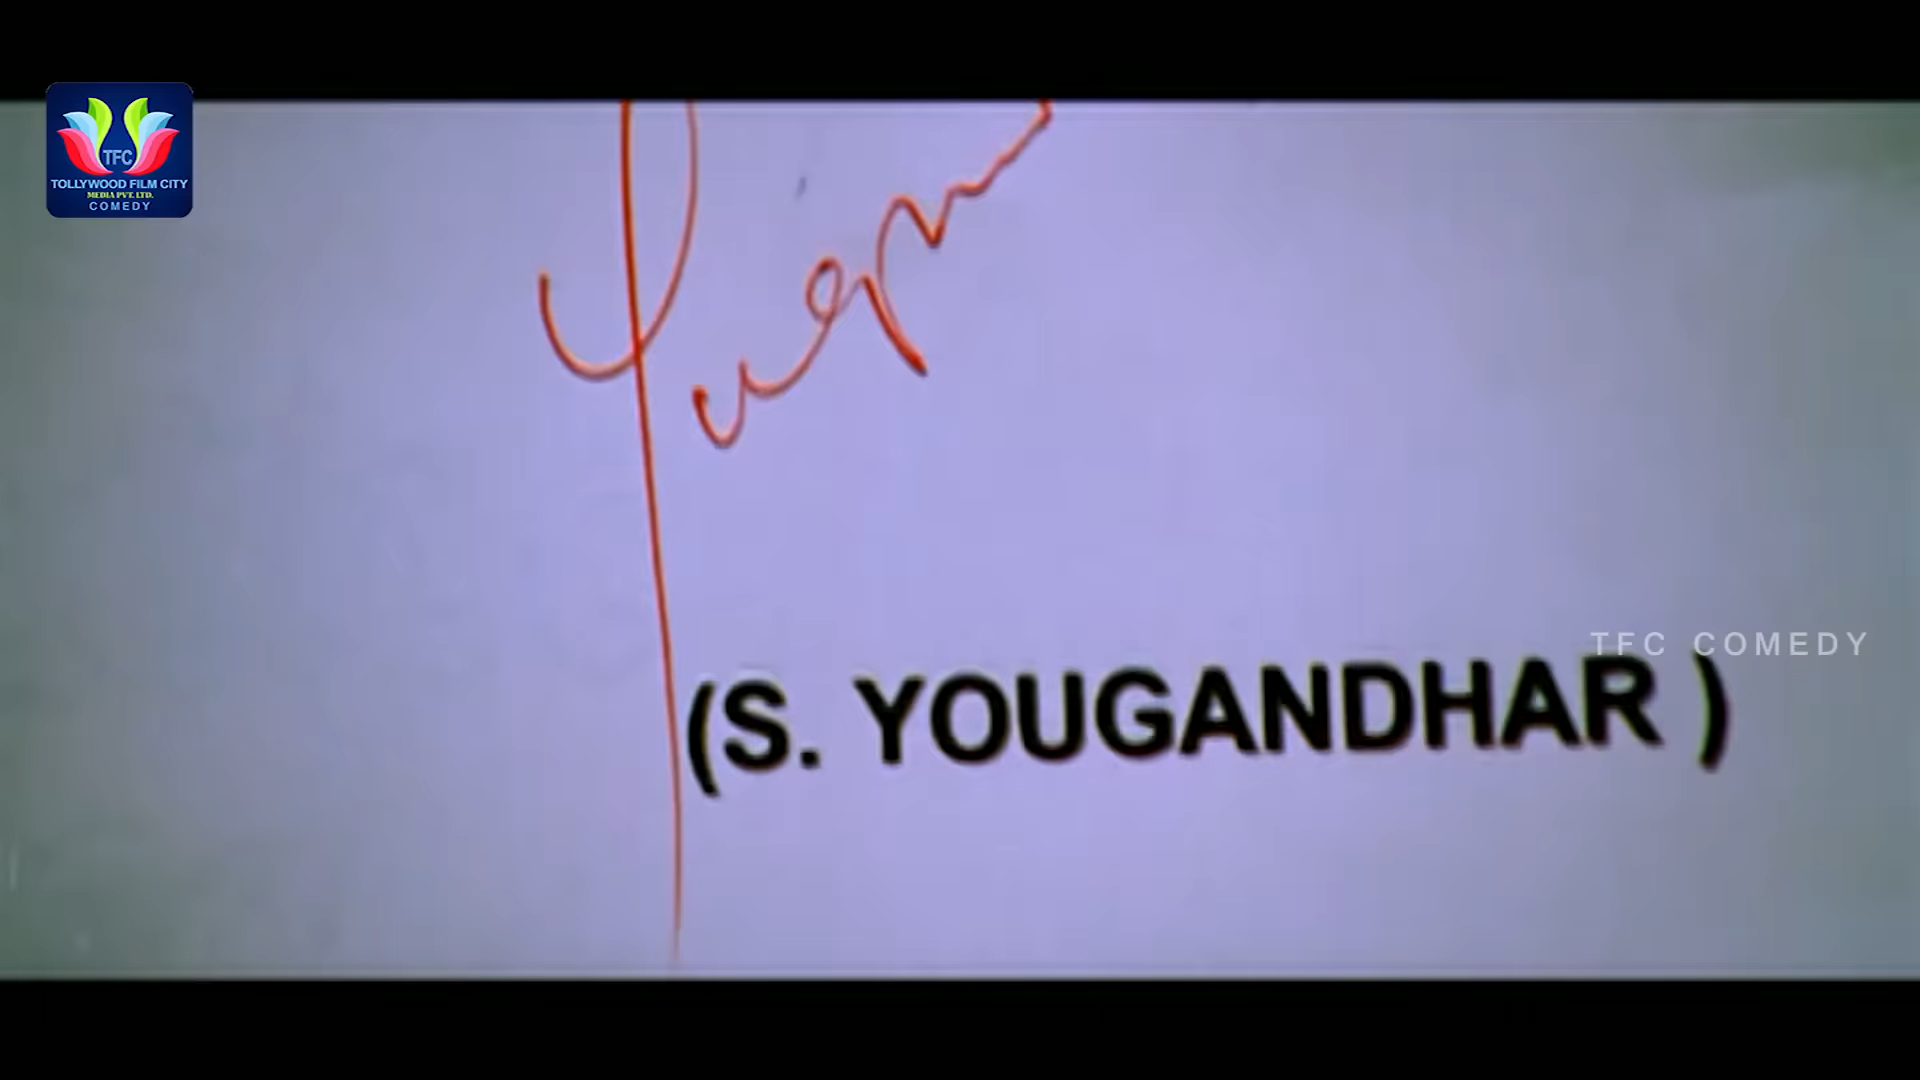 TFC
TOLLYWOOD FILM CITY
MEDIA PVT. LTD.
COMEDY
TFC COMEDY
(S. YOUGANDHAR )